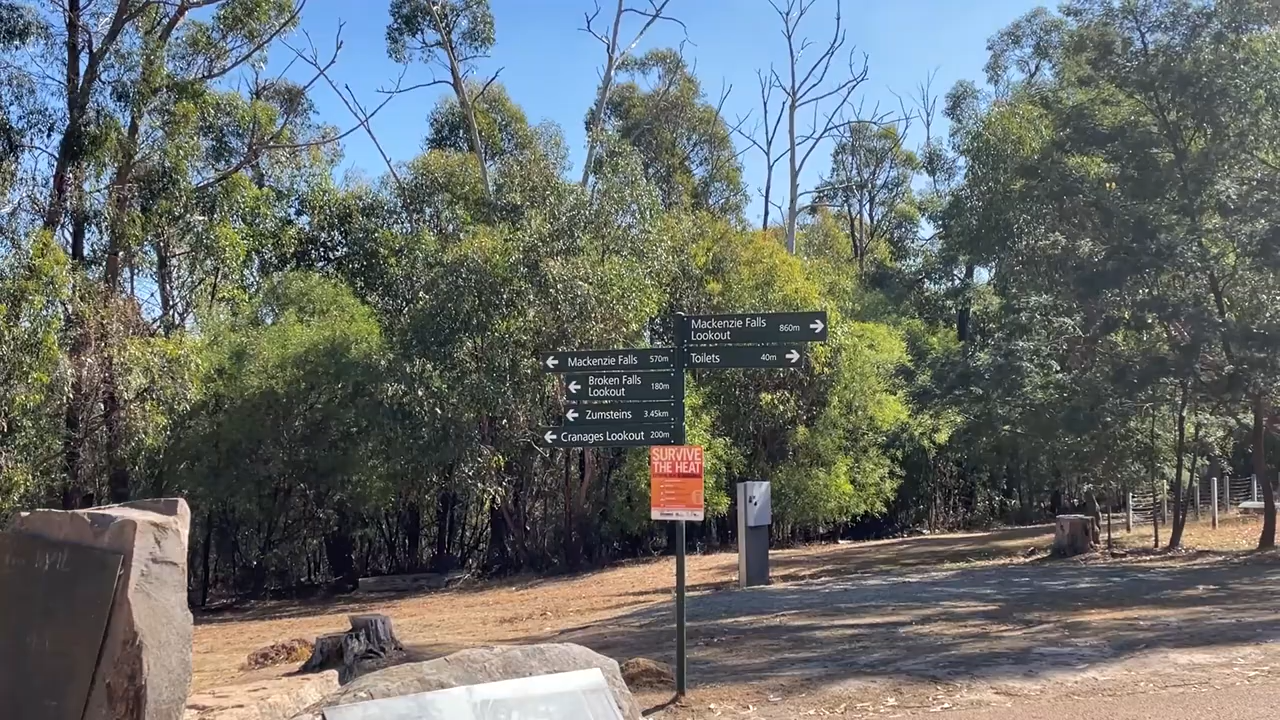 Mackenzie Falls
Lookout
860m
Toilets 40m
Mackenzie Falls 570m
Broken Falls
Lookout
180m
Zumsteins 3.45km
Cranages Lookout 200m
SURVIVE
THE HEAT